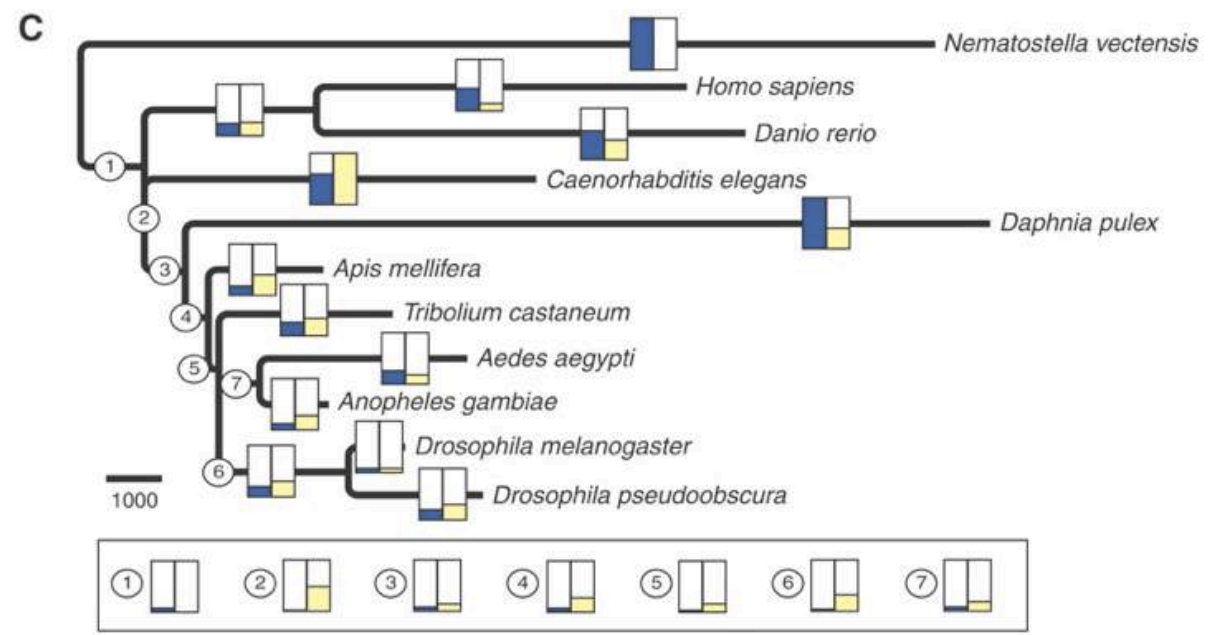 C
Nematostella vectensis
Homo sapiens
Danio rerio
1
Caenorhabditis elegans
2
Daphnia pulex
3
Apis mellifera
4
Tribolium castaneum
5
Aedes aegypti
7
Anopheles gambiae
Drosophila melanogaster
6
Drosophila pseudoobscura
1000
1 2 3 4 5 6 7